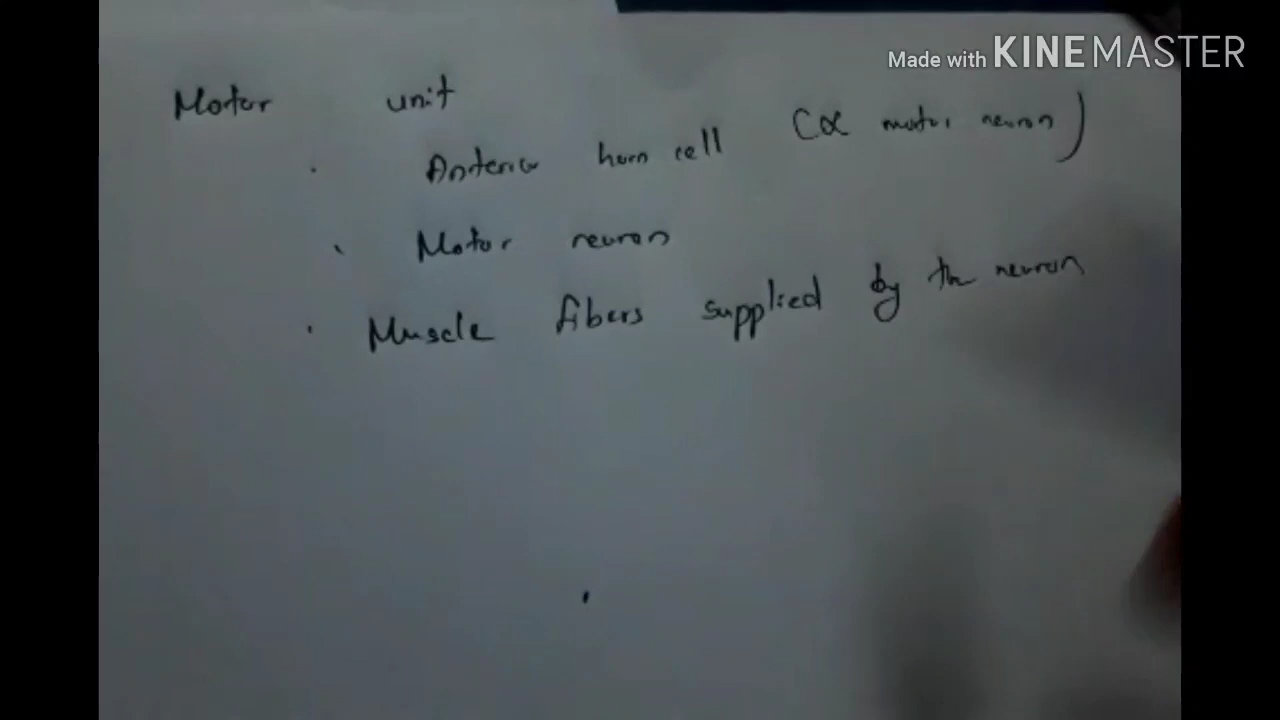 Made with KINEMASTER
Motor unit
· Anterior horn cell (α motor neuron)
· Motor neuron
· Muscle fibers supplied by the neuron